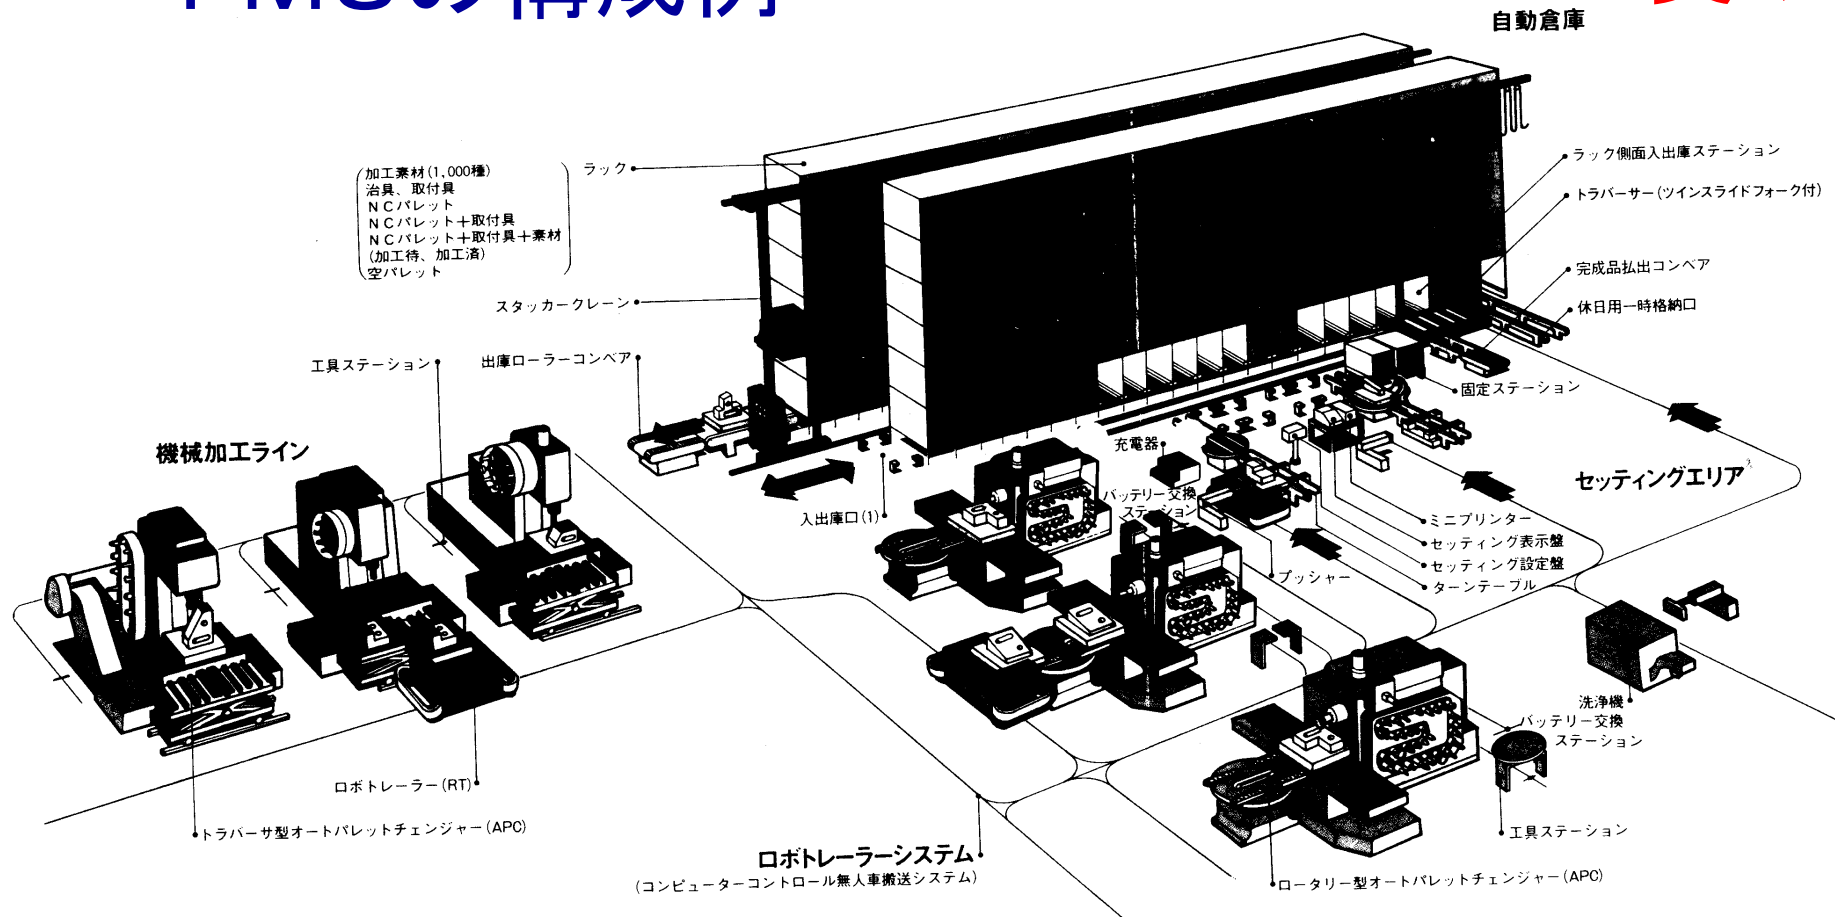 FMSの構成例
自動倉庫
加工素材(1,000種)
治具、取付具
NCパレット
NCパレット+取付具
NCパレット+取付具+素材
(加工待、加工済)
空パレット
ラック
スタッカークレーン
工具ステーション
出庫ローラーコンベア
機械加工ライン
入出庫口(1)
ラック側面入出庫ステーション
トラバーサー(ツインスライドフォーク付)
完成品払出コンベア
休日用一時格納口
固定ステーション
充電器
バッテリー交換
ステーション
セッティングエリア
ミニプリンター
セッティング表示盤
セッティング設定盤
ターンテーブル
プッシャー
洗浄機
バッテリー交換
ステーション
工具ステーション
ロボトレーラー(RT)
トラバーサ型オートパレットチェンジャー(APC)
ロボトレーラーシステム
(コンピューターコントロール無人車搬送システム)
ロータリー型オートパレットチェンジャー(APC)